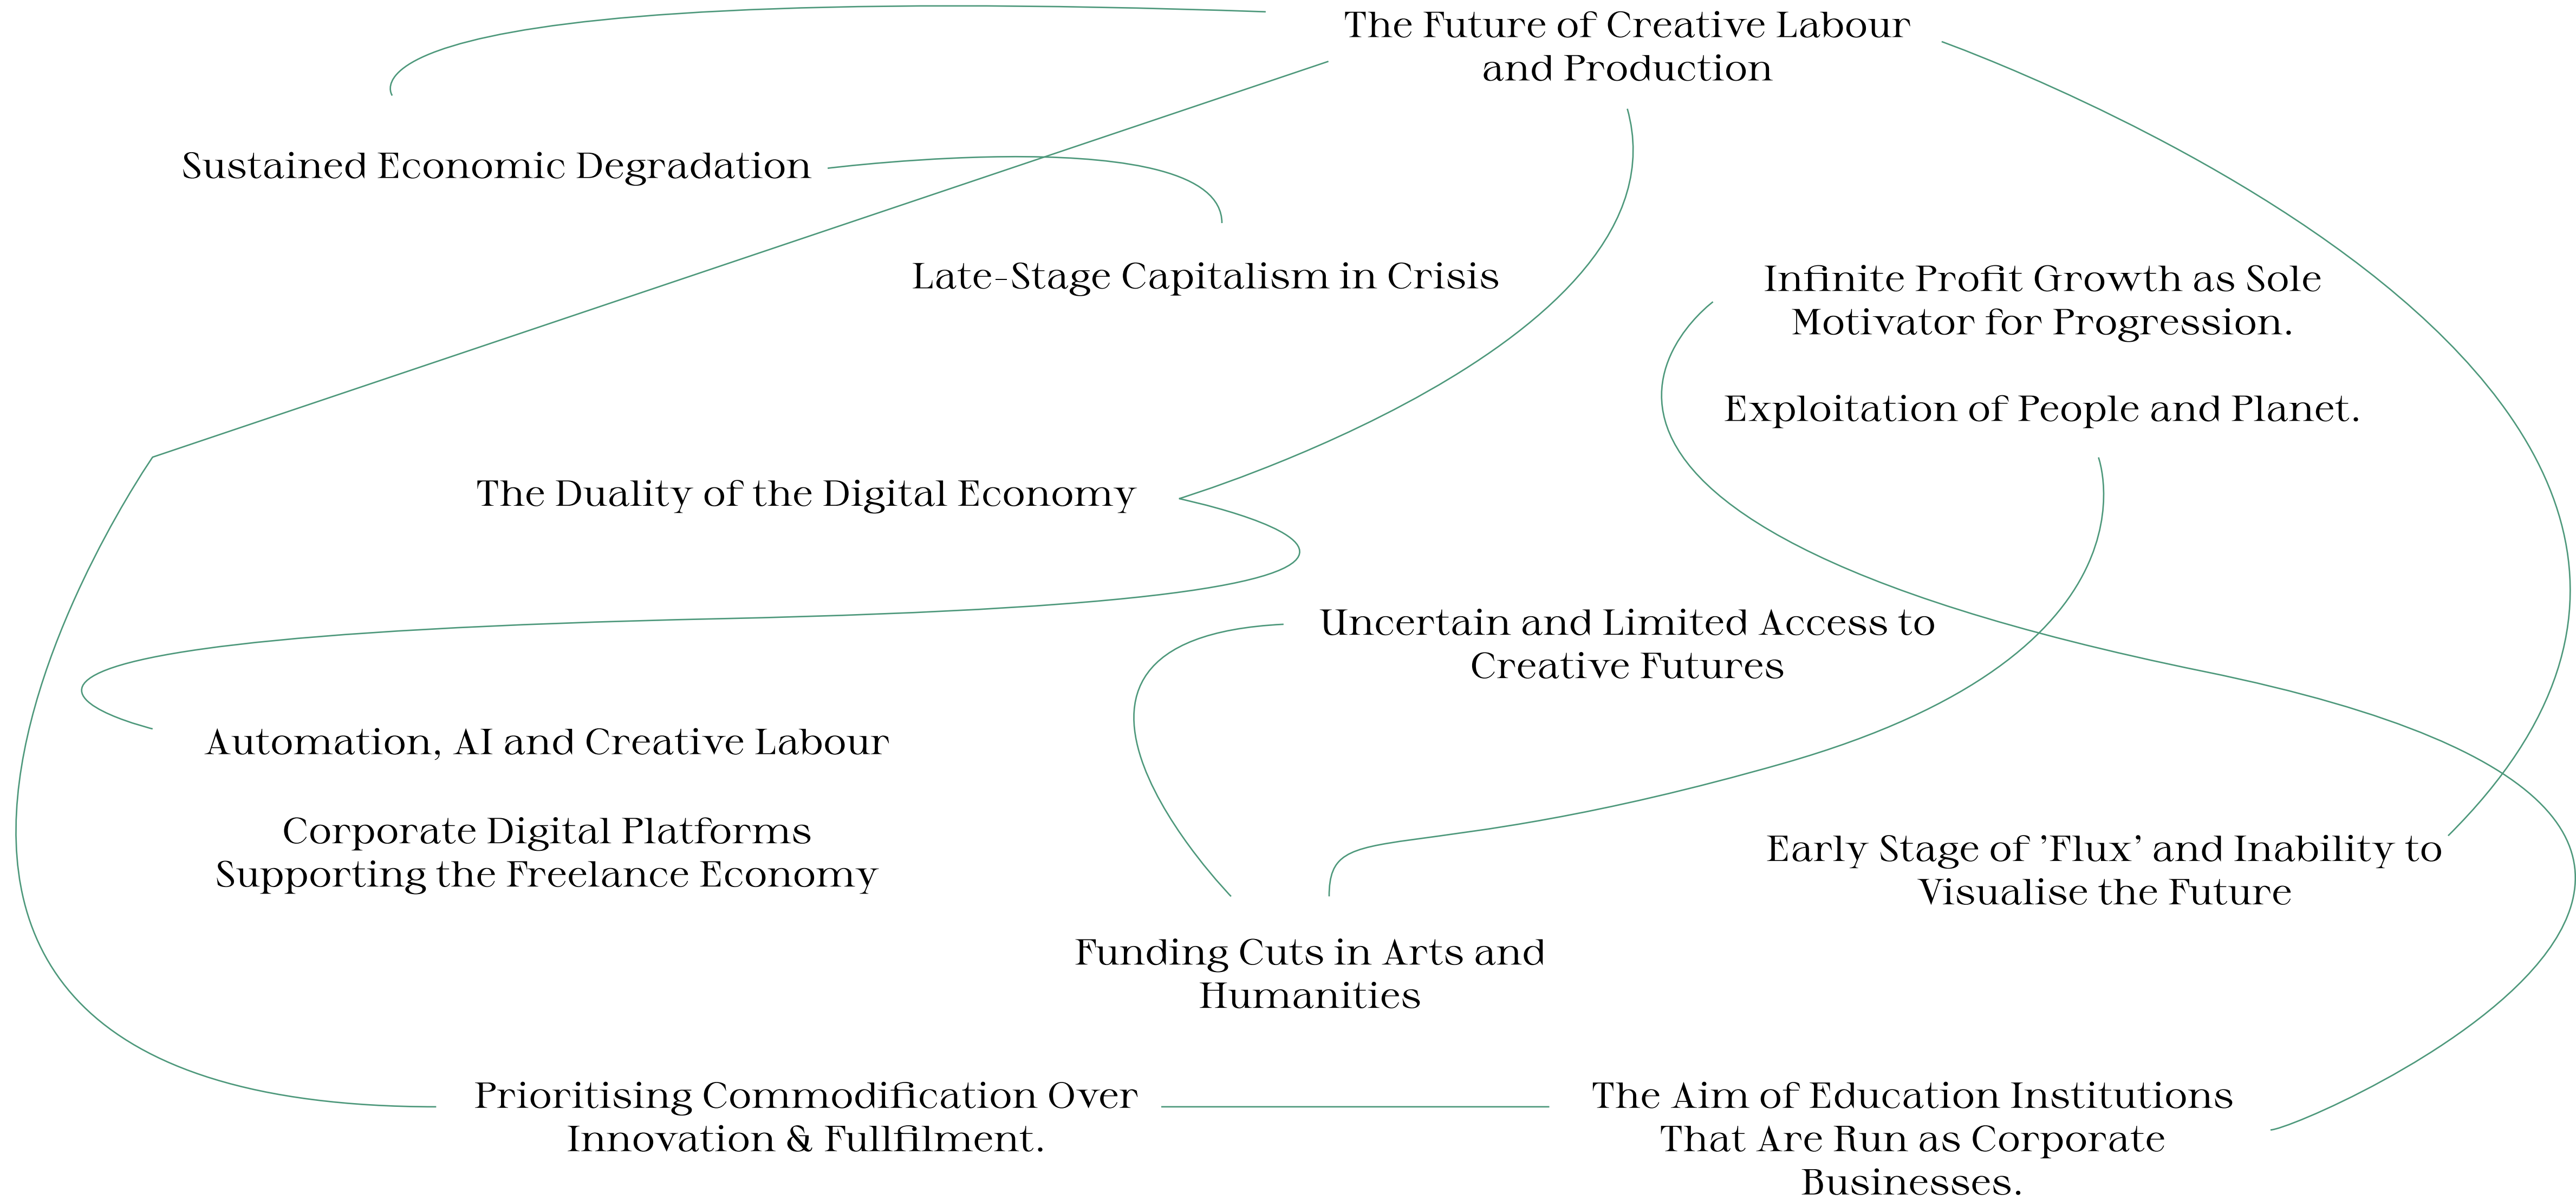 The Future of Creative Labour
and Production
Sustained Economic Degradation
Late-Stage Capitalism in Crisis
Infinite Profit Growth as Sole
Motivator for Progression.
Exploitation of People and Planet.
The Duality of the Digital Economy
Uncertain and Limited Access to
Creative Futures
Automation, AI and Creative Labour
Corporate Digital Platforms
Supporting the Freelance Economy
Early Stage of ’Flux’ and Inability to
Visualise the Future
Funding Cuts in Arts and
Humanities
Prioritising Commodification Over
Innovation & Fullfilment.
The Aim of Education Institutions
That Are Run as Corporate
Businesses.